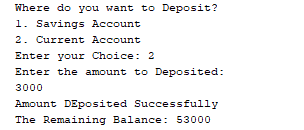 Where do you want to Deposit?
1. Savings Account
2. Current Account
Enter your Choice: 2
Enter the amount to Deposited:
3000
Amount DEposited Successfully
The Remaining Balance: 53000